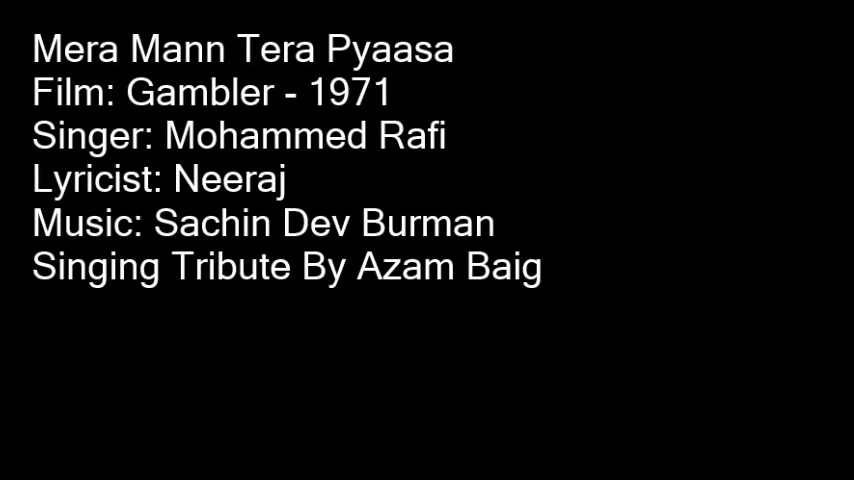 Mera Mann Tera Pyaasa
Film: Gambler - 1971
Singer: Mohammed Rafi
Lyricist: Neeraj
Music: Sachin Dev Burman
Singing Tribute By Azam Baig